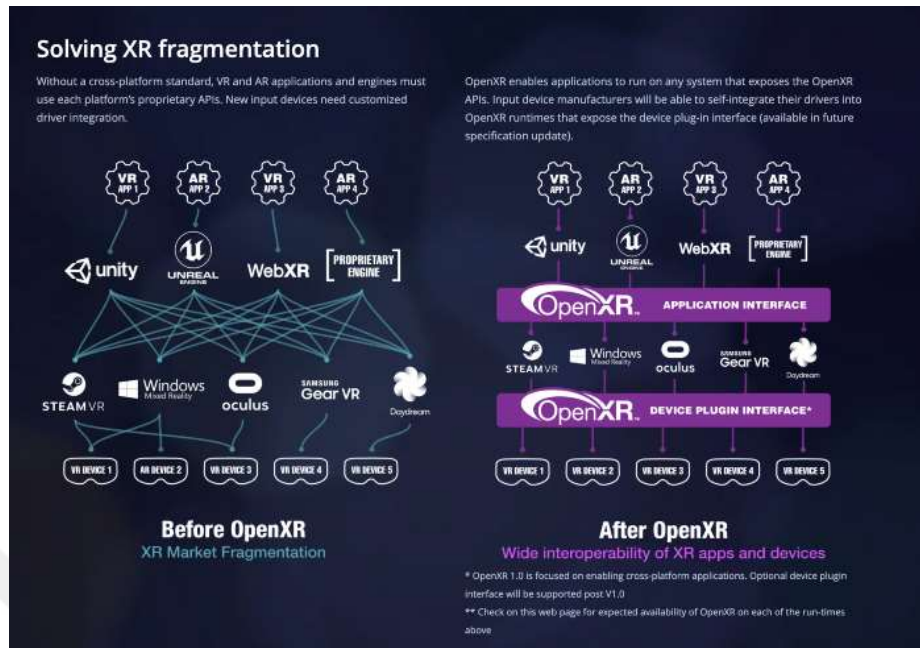 Solving XR fragmentation
Without a cross-platform standard, VR and AR applications and engines must
use each platform's proprietary APIs. New input devices need customized
driver integration.
VR
APP 1
AR
APP 2
VR
APP 3
AR
APP 4
unity
UNREAL
ENGINE
WebXR
PROPRIETARY
ENGINE
STEAMVR
Windows
Mixed Reality
oculus
SAMSUNG
Gear VR
Daydream
VR DEVICE 1
AR DEVICE 2
VR DEVICE 3
VR DEVICE 4
VR DEVICE 5
Before OpenXR
XR Market Fragmentation
OpenXR enables applications to run on any system that exposes the OpenXR
APIs. Input device manufacturers will be able to self-integrate their drivers into
OpenXR runtimes that expose the device plug-in interface (available in future
specification update).
VR
APP 1
AR
APP 2
VR
APP 3
AR
APP 4
unity
UNREAL
ENGINE
WebXR
PROPRIETARY
ENGINE
OpenXR™ APPLICATION INTERFACE
STEAMVR
Windows
Mixed Reality
oculus
SAMSUNG
Gear VR
Daydream
OpenXR™ DEVICE PLUGIN INTERFACE*
VR DEVICE 1
VR DEVICE 2
VR DEVICE 3
VR DEVICE 4
VR DEVICE 5
After OpenXR
Wide interoperability of XR apps and devices
* OpenXR 1.0 is focused on enabling cross-platform applications. Optional device plugin
interface will be supported post V1.0
** Check on this web page for expected availability of OpenXR on each of the run-times
above